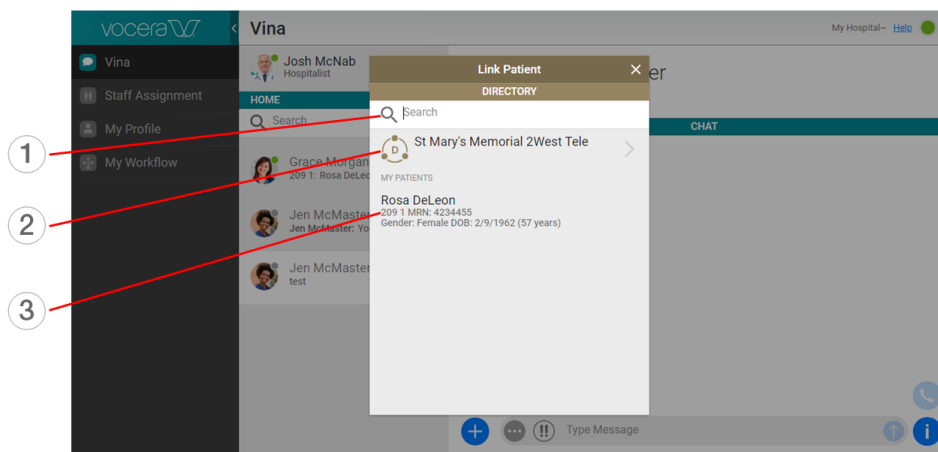 vocera
Vina
My Hospital– Help
Vina
Staff Assignment
My Profile
My Workflow
Josh McNab
Hospitalist
HOME
Search
Grace Morgan
209 1: Rosa DeLeo
Jen McMaster
Jen McMaster: Yo
Jen McMaster
test
Link Patient
DIRECTORY
Search
D
St Mary's Memorial 2West Tele
MY PATIENTS
Rosa DeLeon
209 1 MRN: 4234455
Gender: Female DOB: 2/9/1962 (57 years)
er
CHAT
Type Message
1
2
3